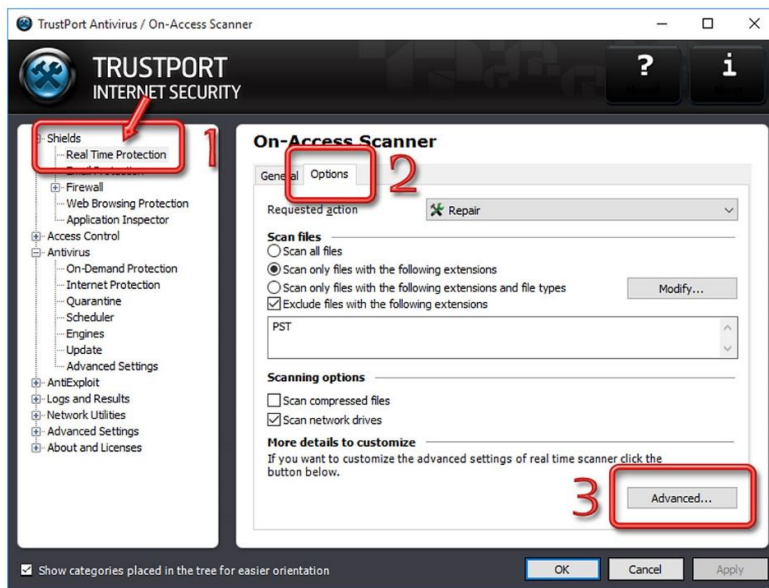 TrustPort Antivirus / On-Access Scanner
TRUSTPORT
INTERNET SECURITY
?
i
1
Shields
Real Time Protection
Email Protection
Firewall
Web Browsing Protection
Application Inspector
Access Control
Antivirus
On-Demand Protection
Internet Protection
Quarantine
Scheduler
Engines
Update
Advanced Settings
AntiExploit
Logs and Results
Network Utilities
Advanced Settings
About and Licenses
On-Access Scanner
General
Options
2
Requested action
Repair
Scan files
Scan all files
Scan only files with the following extensions
Scan only files with the following extensions and file types
Modify...
Exclude files with the following extensions
PST
Scanning options
Scan compressed files
Scan network drives
More details to customize
If you want to customize the advanced settings of real time scanner click the
button below.
3
Advanced...
Show categories placed in the tree for easier orientation
OK
Cancel
Apply